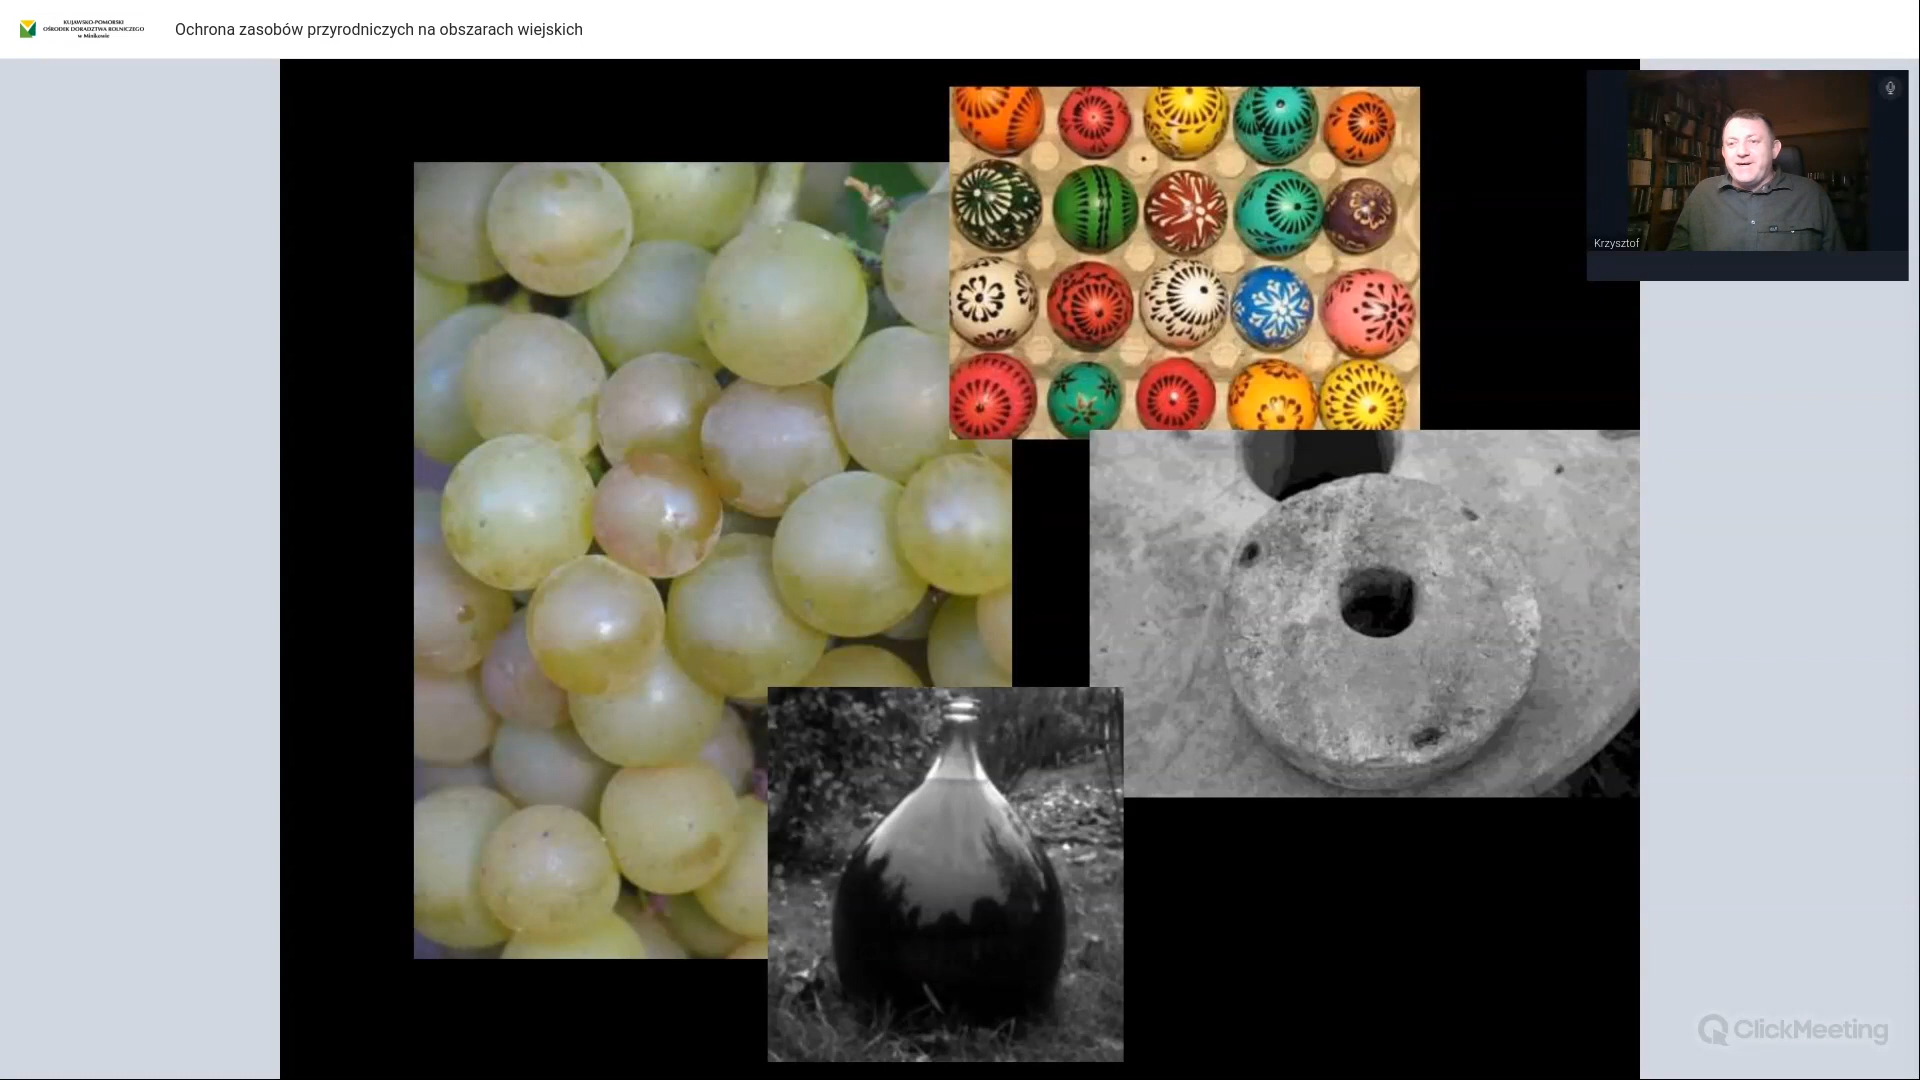 KUJAWSKO-POMORSKI
OŚRODEK DORADZTWA ROLNICZEGO
w Minikowie
Ochrona zasobów przyrodniczych na obszarach wiejskich
Krzysztof
ClickMeeting